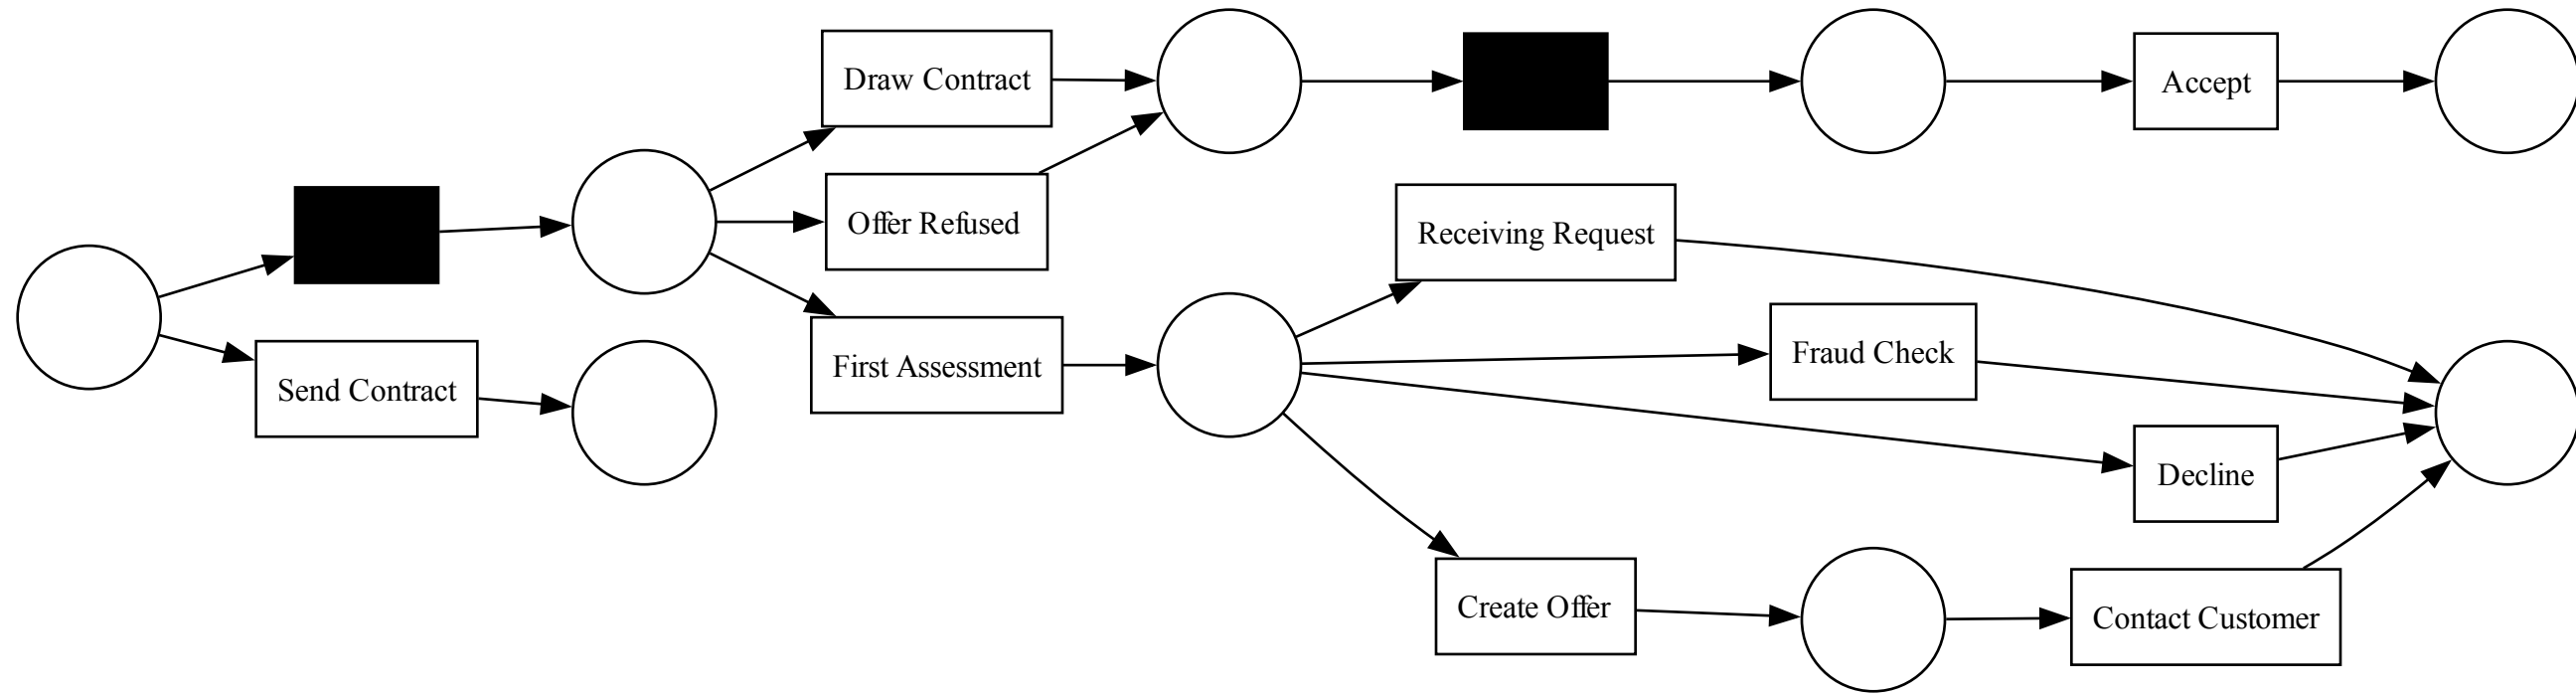 Draw Contract
Accept
Offer Refused
Receiving Request
First Assessment
Fraud Check
Send Contract
Decline
Create Offer
Contact Customer